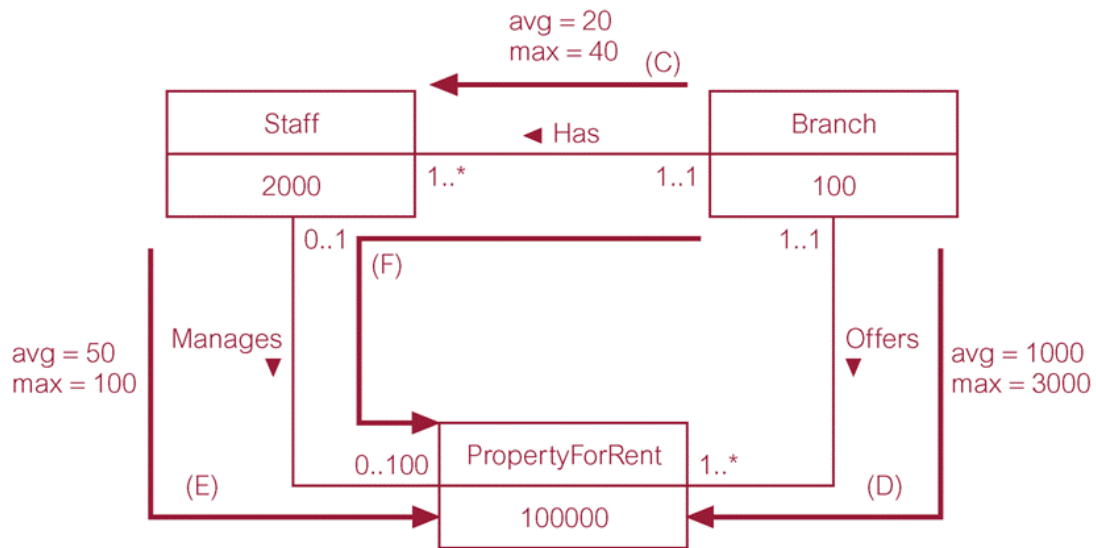 avg = 20
max = 40
(C)
Staff
◄ Has
Branch
2000
1..*
1..1
100
0..1
(F)
1..1
Manages
▼
Offers
▼
avg = 50
max = 100
avg = 1000
max = 3000
0..100
PropertyForRent
1..*
(E)
(D)
100000